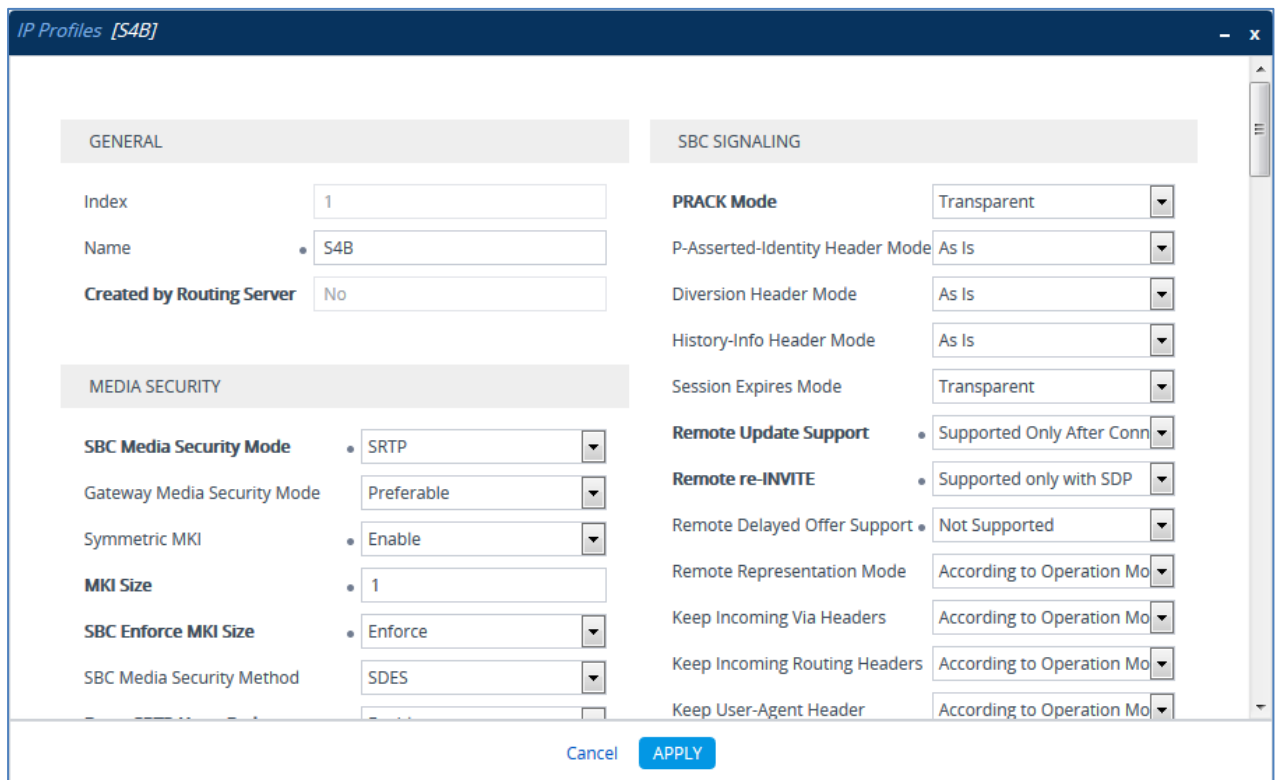 IP Profiles [S4B]
– x
GENERAL
Index 1
Name S4B
Created by Routing Server No
MEDIA SECURITY
SBC Media Security Mode SRTP
Gateway Media Security Mode Preferable
Symmetric MKI Enable
MKI Size 1
SBC Enforce MKI Size Enforce
SBC Media Security Method SDES
SBC SIGNALING
PRACK Mode Transparent
P-Asserted-Identity Header Mode As Is
Diversion Header Mode As Is
History-Info Header Mode As Is
Session Expires Mode Transparent
Remote Update Support Supported Only After Conn
Remote re-INVITE Supported only with SDP
Remote Delayed Offer Support Not Supported
Remote Representation Mode According to Operation Mo
Keep Incoming Via Headers According to Operation Mo
Keep Incoming Routing Headers According to Operation Mo
Keep User-Agent Header According to Operation Mo
Cancel APPLY